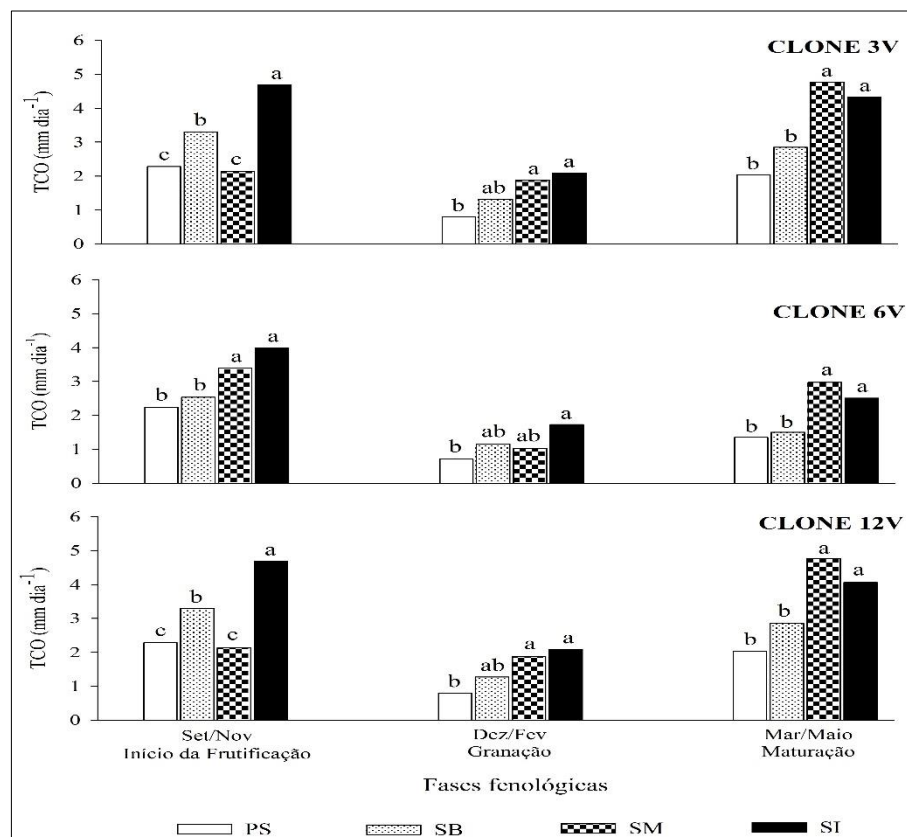 CLONE 3V
TCO (mm dia⁻¹)
6
5
4
3
2
1
0
c b c a
b ab a a
b b a a
CLONE 6V
TCO (mm dia⁻¹)
6
5
4
3
2
1
0
b b a a
b ab ab a
b b a a
CLONE 12V
TCO (mm dia⁻¹)
6
5
4
3
2
1
0
c b c a
b ab a a
b b a a
Set/Nov Dez/Fev Mar/Maio
Início da Frutificação Granação Maturação
Fases fenológicas
PS SB SM SI